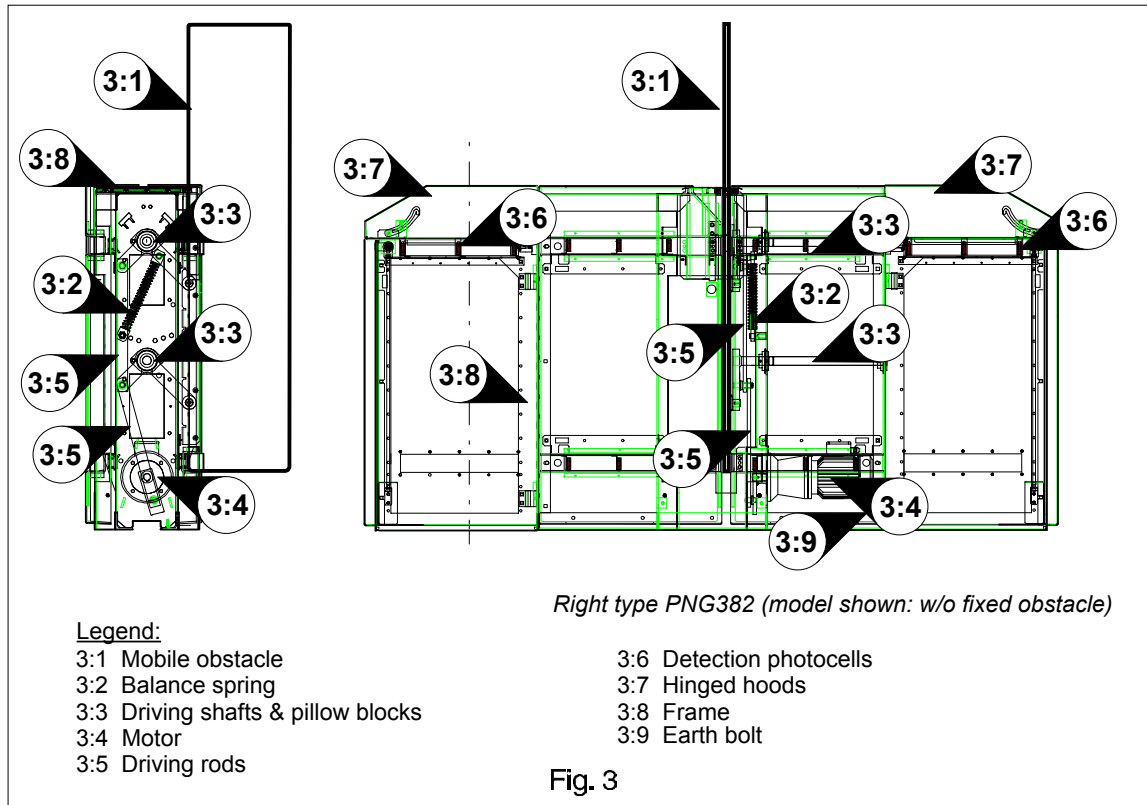 3:1
3:1
3:8
3:7
3:7
3:3
3:6
3:3
3:6
3:2
3:2
3:3
3:5
3:3
3:5
3:8
3:5
3:5
3:4
3:4
3:9
Right type PNG382 (model shown: w/o fixed obstacle)
Legend:
3:1 Mobile obstacle
3:2 Balance spring
3:3 Driving shafts & pillow blocks
3:4 Motor
3:5 Driving rods
3:6 Detection photocells
3:7 Hinged hoods
3:8 Frame
3:9 Earth bolt
Fig. 3